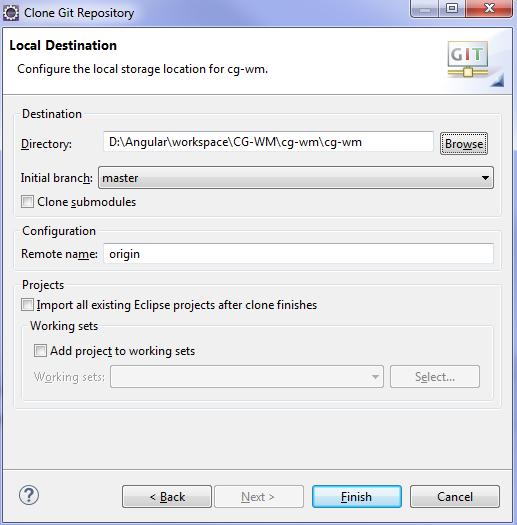 Clone Git Repository
Local Destination
Configure the local storage location for cg-wm.
GIT
Destination
Directory: D:\Angular\workspace\CG-WM\cg-wm\cg-wm Browse
Initial branch: master
Clone submodules
Configuration
Remote name: origin
Projects
Import all existing Eclipse projects after clone finishes
Working sets
Add project to working sets
Working sets: Select...
? < Back Next > Finish Cancel